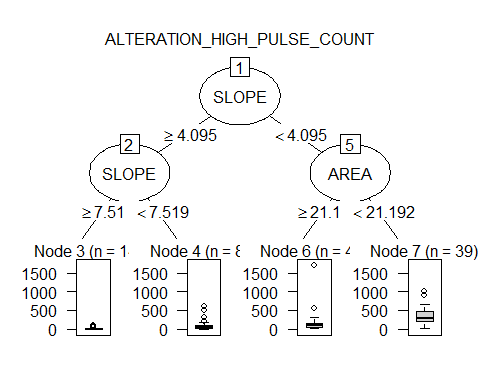 ALTERATION_HIGH_PULSE_COUNT
1
SLOPE
≥ 4.095 < 4.095
2 5
SLOPE AREA
≥ 7.51 < 7.519 ≥ 21.1 < 21.192
Node 3 (n = Node 4 (n = 8 Node 6 (n = 4 Node 7 (n = 39)
1500 1500 1500 1500
1000 1000 1000 1000
500 500 500 500
0 0 0 0